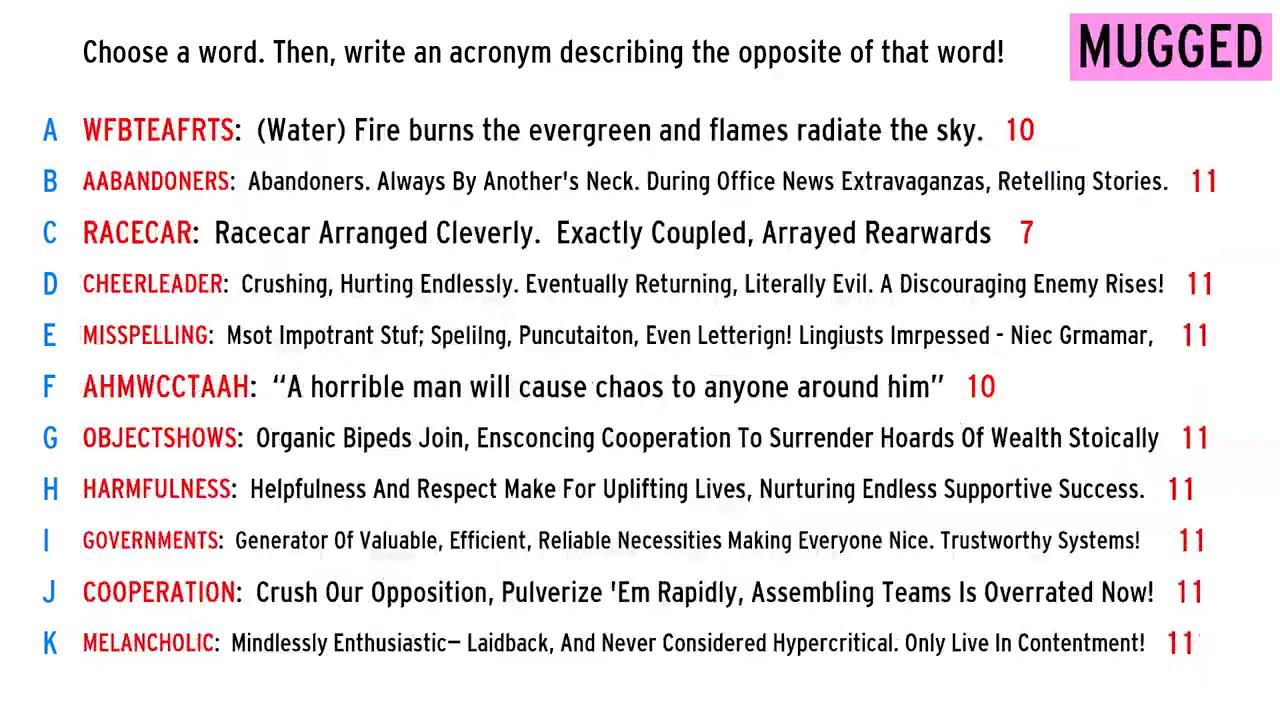 Choose a word. Then, write an acronym describing the opposite of that word!
MUGGED
A WFBTEAFRTS: (Water) Fire burns the evergreen and flames radiate the sky. 10
B AABANDONERS: Abandoners. Always By Another's Neck. During Office News Extravaganzas, Retelling Stories. 11
C RACECAR: Racecar Arranged Cleverly. Exactly Coupled, Arrayed Rearwards 7
D CHEERLEADER: Crushing, Hurting Endlessly. Eventually Returning, Literally Evil. A Discouraging Enemy Rises! 11
E MISSPELLING: Msot Impotrant Stuf; Spelilng, Puncutaiton, Even Letterign! Lingiusts Imrpessed - Niec Grmamar, 11
F AHMWCCTAAH: “A horrible man will cause chaos to anyone around him” 10
G OBJECTSHOWS: Organic Bipeds Join, Ensconcing Cooperation To Surrender Hoards Of Wealth Stoically 11
H HARMFULNESS: Helpfulness And Respect Make For Uplifting Lives, Nurturing Endless Supportive Success. 11
I GOVERNMENTS: Generator Of Valuable, Efficient, Reliable Necessities Making Everyone Nice. Trustworthy Systems! 11
J COOPERATION: Crush Our Opposition, Pulverize 'Em Rapidly, Assembling Teams Is Overrated Now! 11
K MELANCHOLIC: Mindlessly Enthusiastic— Laidback, And Never Considered Hypercritical. Only Live In Contentment! 11